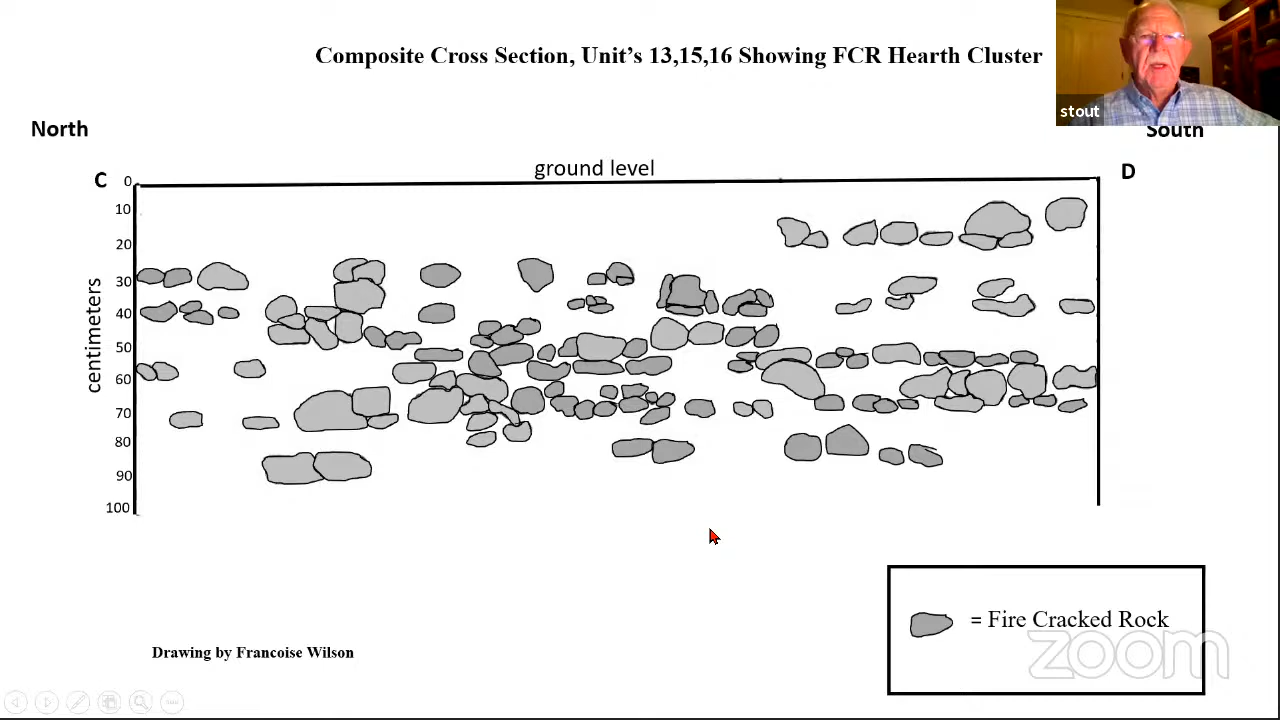 Composite Cross Section, Unit's 13,15,16 Showing FCR Hearth Cluster
stout
North
South
ground level
C
D
0
10
20
30
40
50
60
70
80
90
100
centimeters
= Fire Cracked Rock
zoom
Drawing by Francoise Wilson